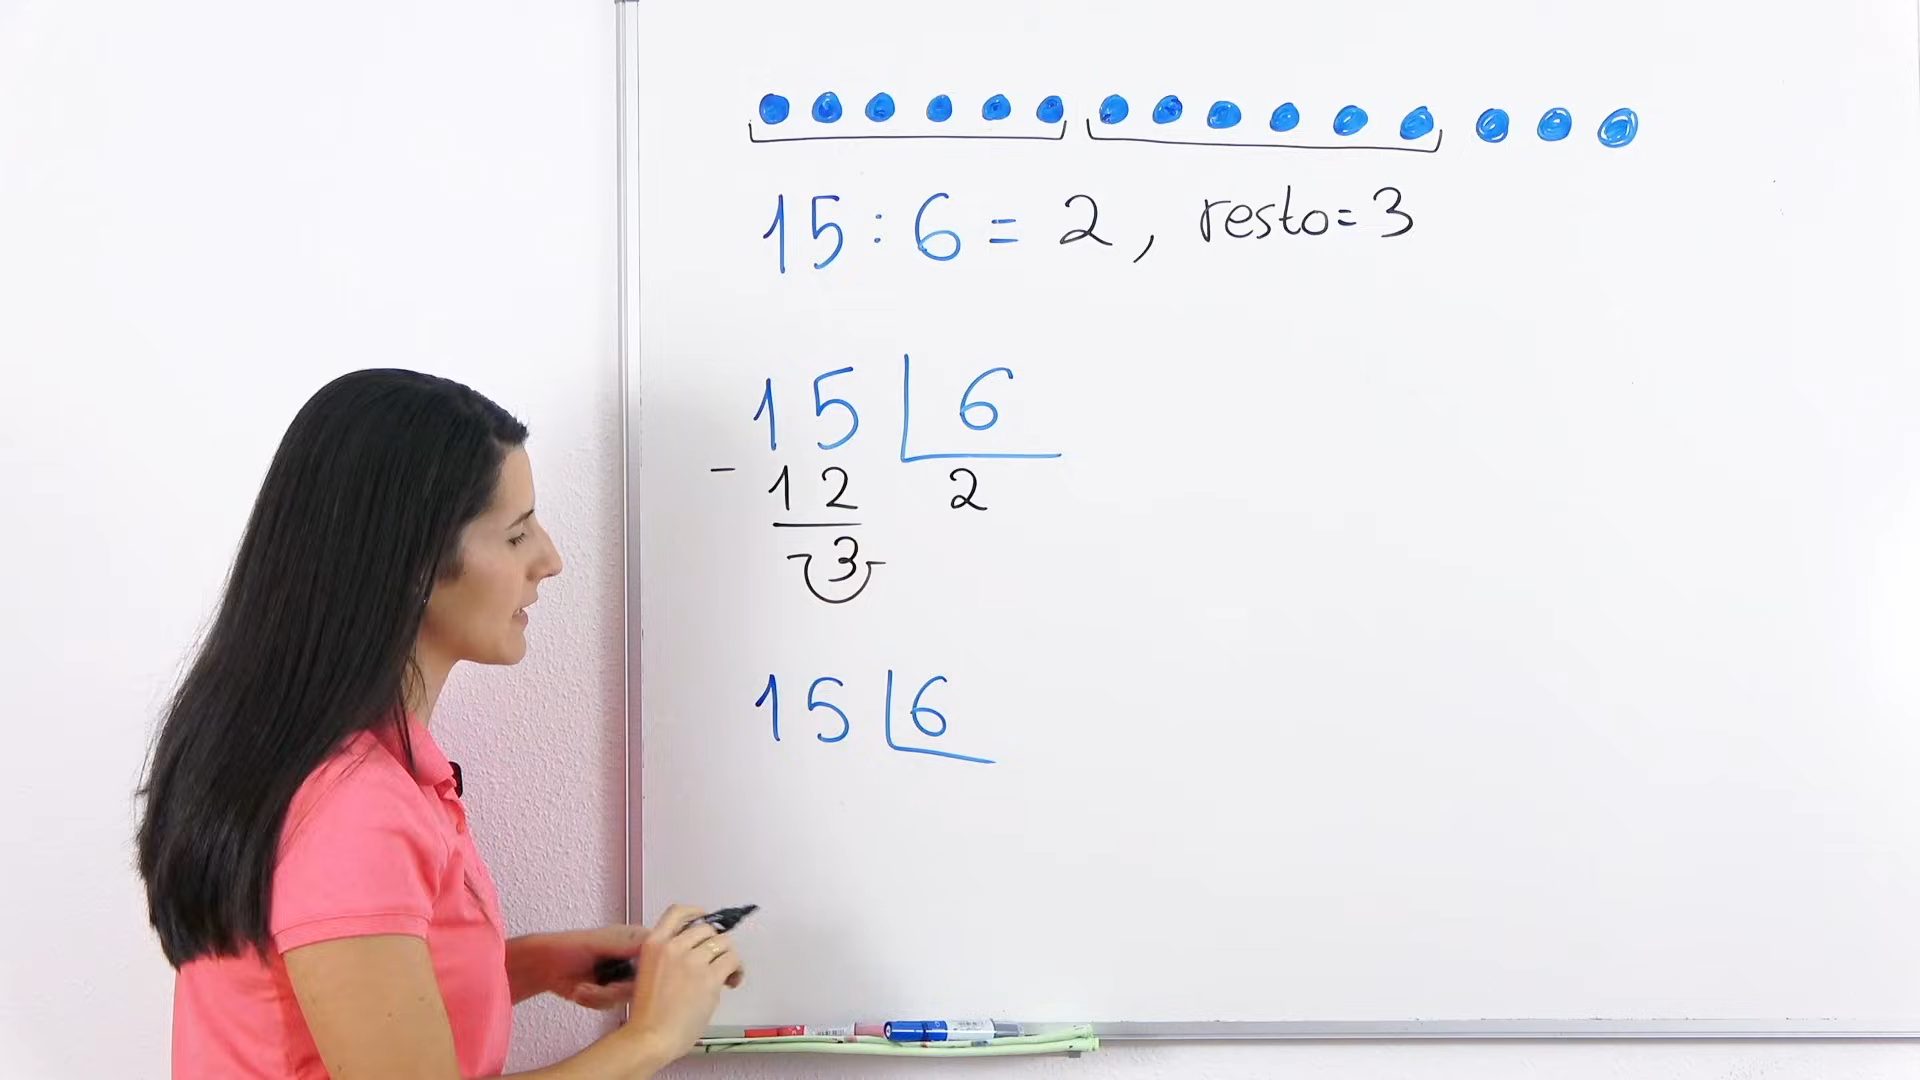 15 : 6 = 2 , resto = 3
15 6
- 12 2
3
15 6